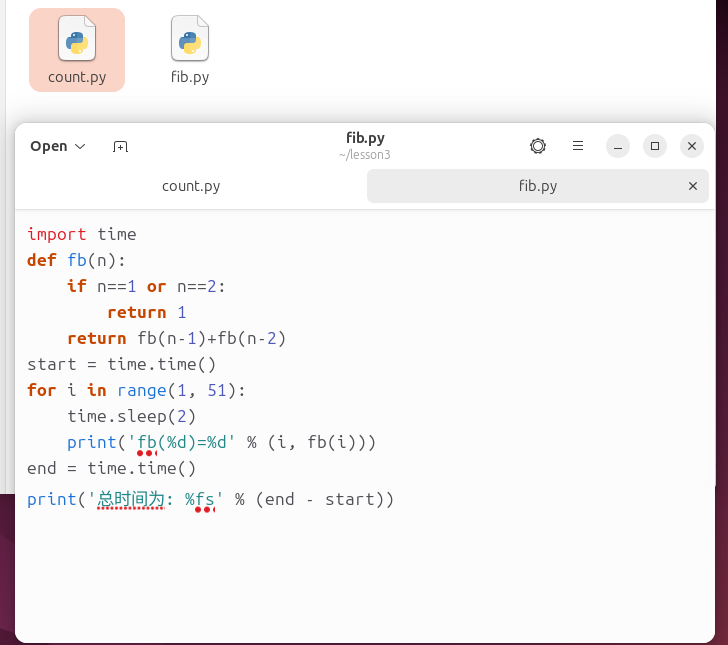 count.py
fib.py
Open
fib.py
~/lesson3
count.py
fib.py
import time
def fb(n):
    if n==1 or n==2:
        return 1
    return fb(n-1)+fb(n-2)
start = time.time()
for i in range(1, 51):
    time.sleep(2)
    print('fb(%d)=%d' % (i, fb(i)))
end = time.time()
print('总时间为: %fs' % (end - start))